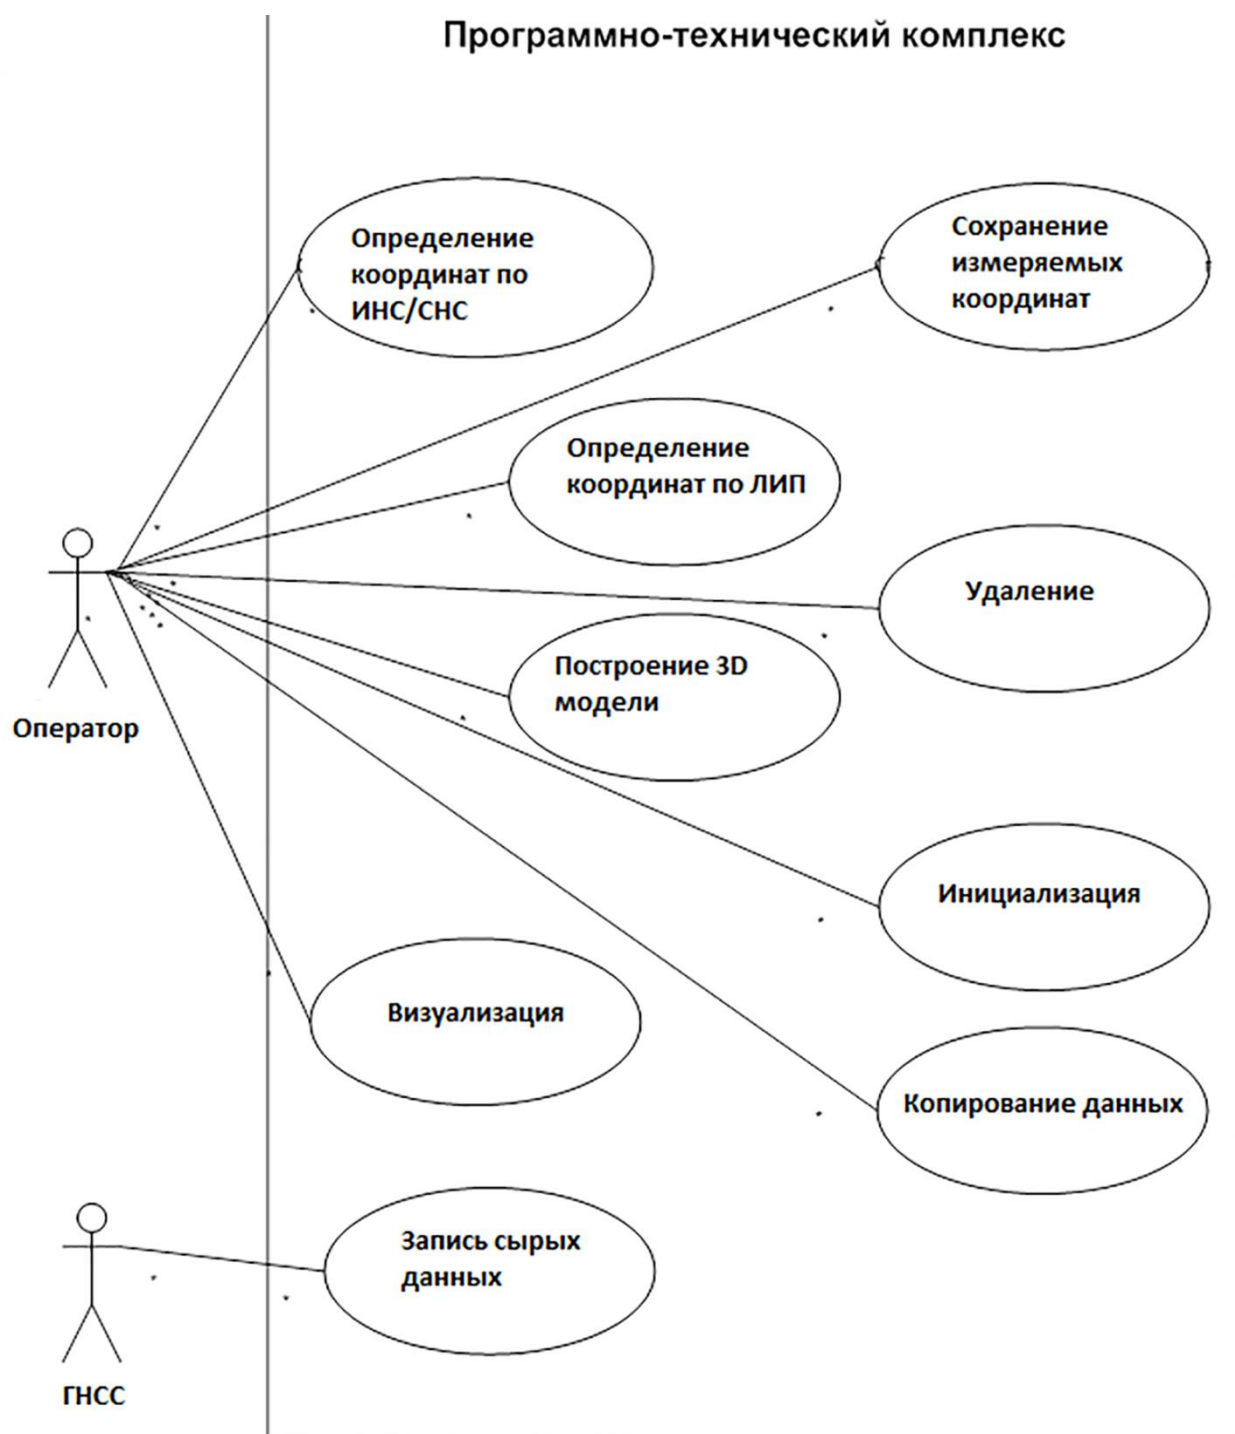 Программно-технический комплекс
Определение
координат по
ИНС/СНС
Сохранение
измеряемых
координат
Определение
координат по ЛИП
Удаление
Построение 3D
модели
Оператор
Инициализация
Визуализация
Копирование данных
Запись сырых
данных
ГНСС